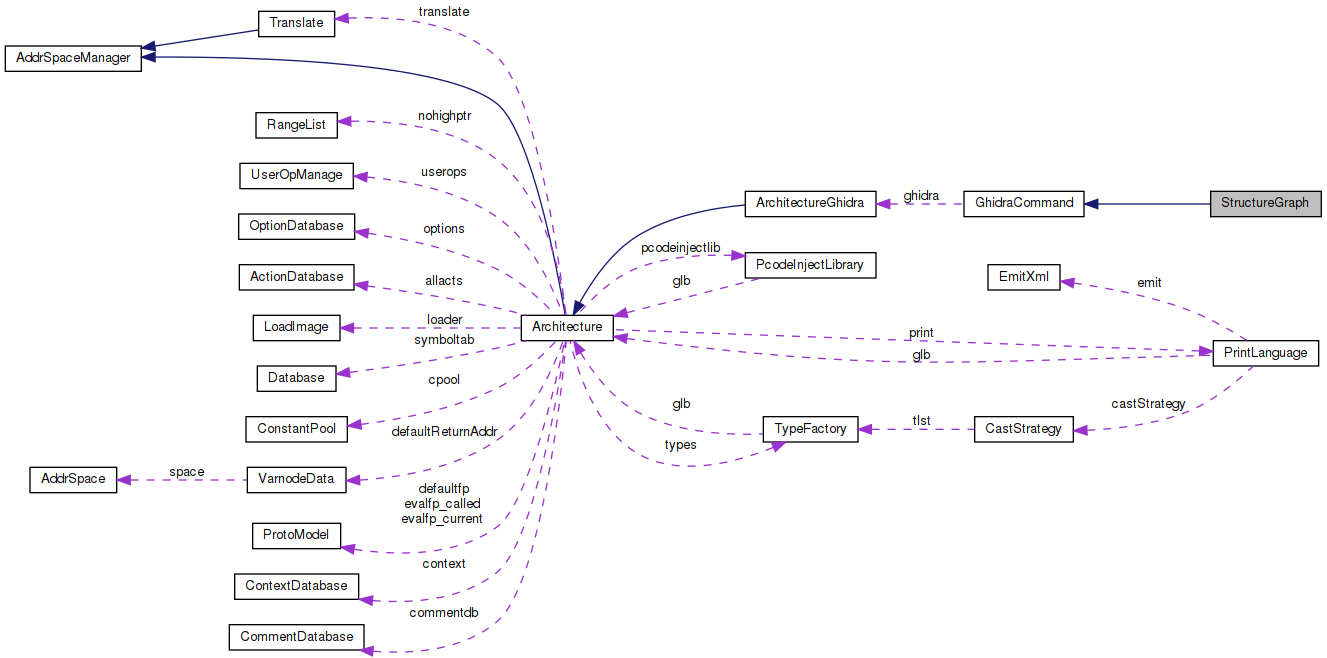 translate
Translate
AddrSpaceManager
nohighptr
RangeList
userops
UserOpManage
options
OptionDatabase
allacts
ActionDatabase
loader
LoadImage
symboltab
Database
cpool
ConstantPool
defaultReturnAddr
AddrSpace
space
VarnodeData
defaultfp
evalfp_called
evalfp_current
ProtoModel
context
ContextDatabase
commentdb
CommentDatabase
Architecture
ArchitectureGhidra
ghidra
GhidraCommand
StructureGraph
pcodeinjectlib
PcodeInjectLibrary
glb
EmitXml
emit
print
glb
PrintLanguage
castStrategy
glb
TypeFactory
types
tlst
CastStrategy